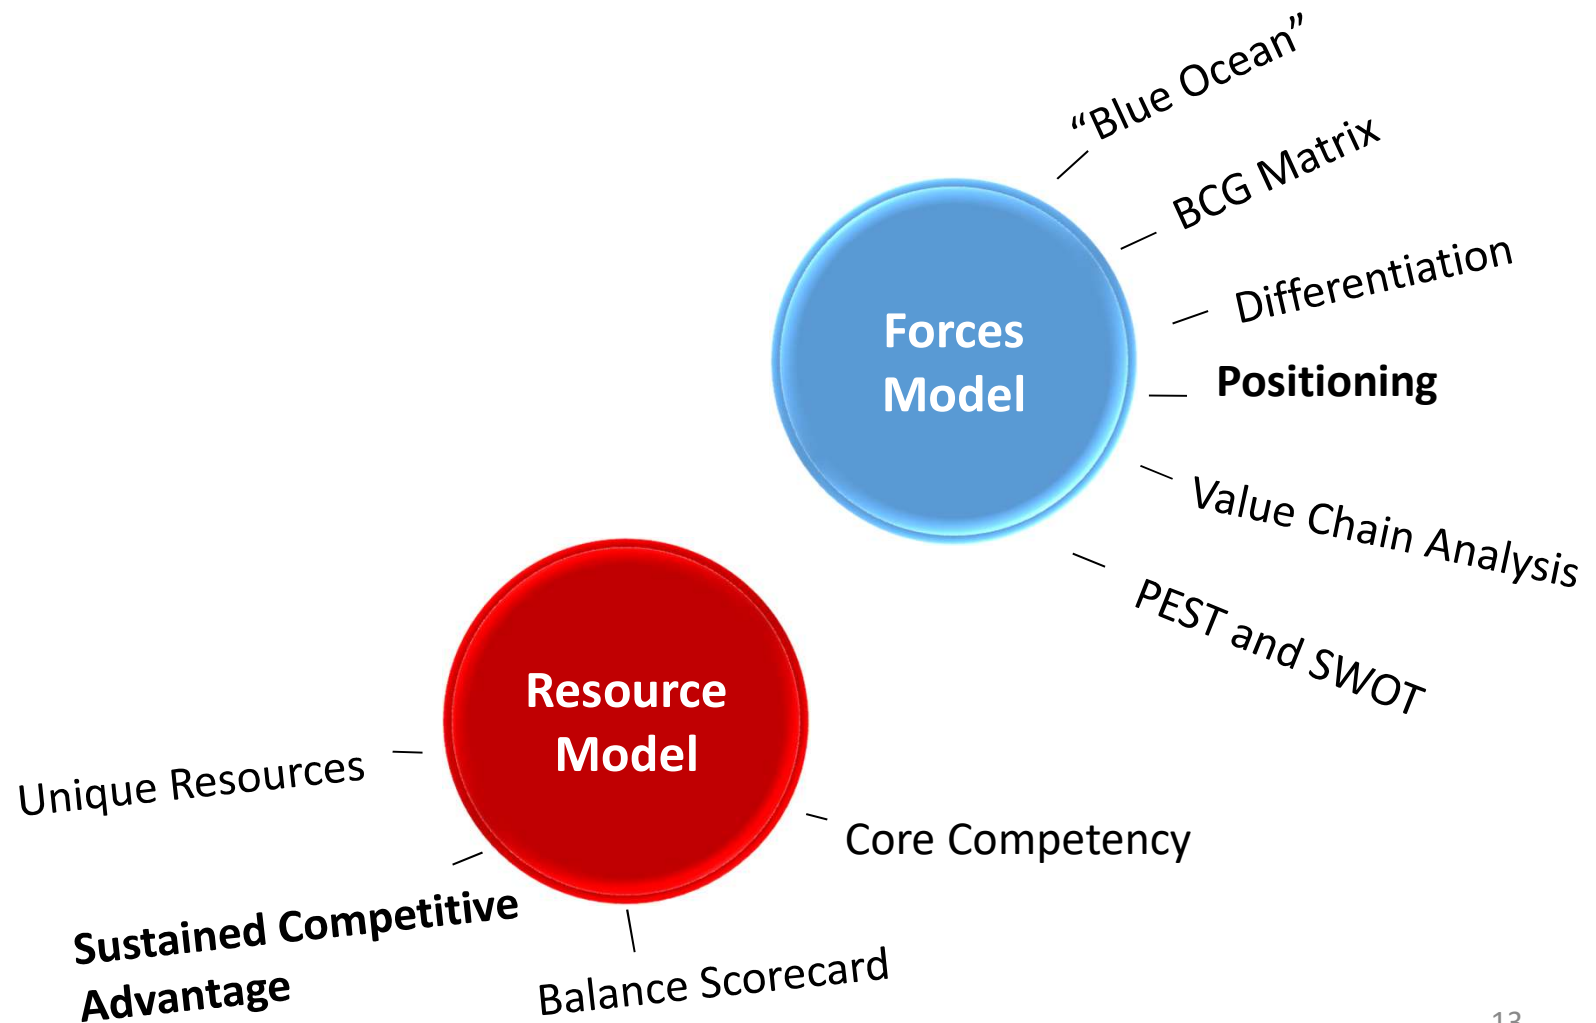 “Blue Ocean”
BCG Matrix
Differentiation
Forces
Model
Positioning
Value Chain Analysis
PEST and SWOT
Resource
Model
Unique Resources
Core Competency
Sustained Competitive
Advantage
Balance Scorecard
13